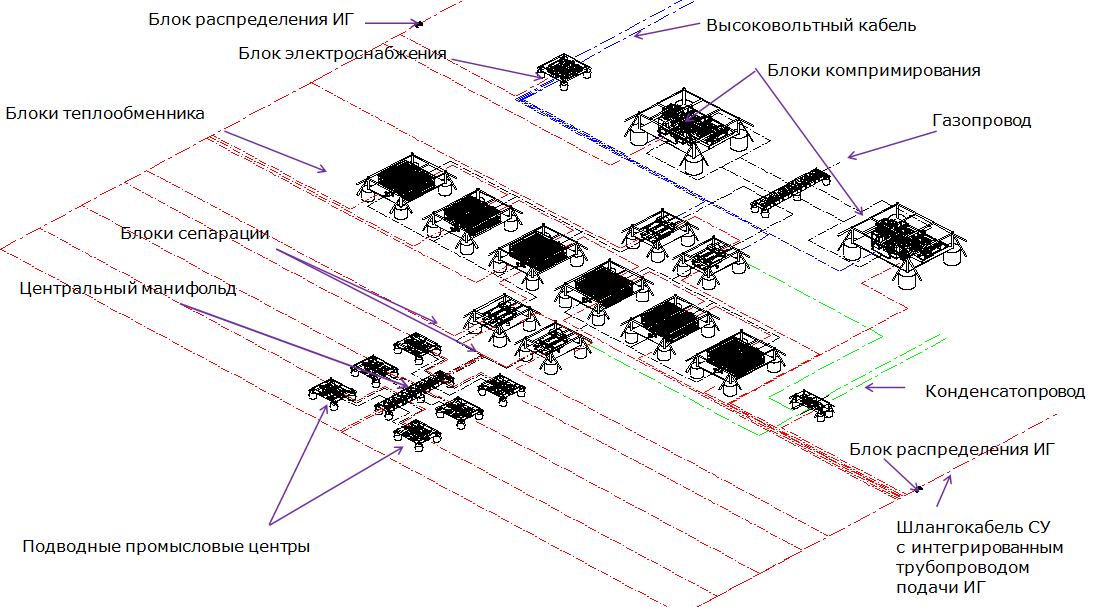 Блок распределения ИГ
Высоковольтный кабель
Блок электроснабжения
Блоки компримирования
Блоки теплообменника
Газопровод
Блоки сепарации
Центральный манифольд
Конденсатопровод
Блок распределения ИГ
Шлангокабель СУ
с интегрированным
трубопроводом
подачи ИГ
Подводные промысловые центры